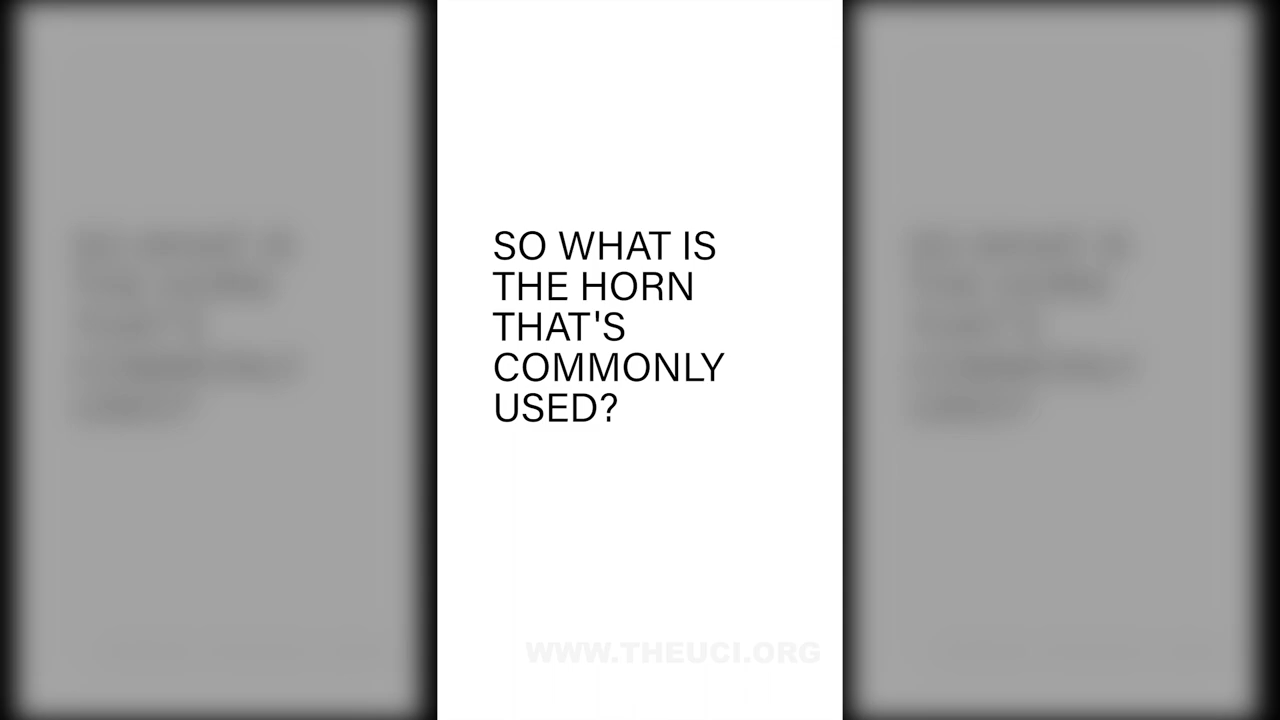 SO WHAT IS
THE HORN
THAT'S
COMMONLY
USED?
WWW.THEUCI.ORG